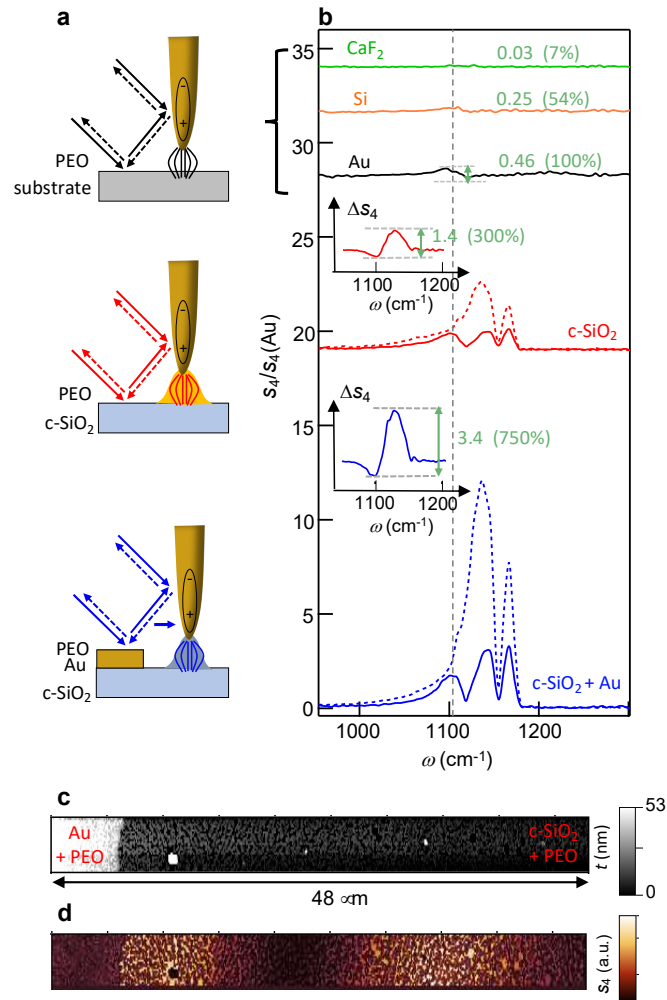 a
PEO
substrate
PEO
c-SiO₂
PEO
Au
c-SiO₂
-
+
-
+
-
+
b
s₄/s₄(Au)
35
30
25
20
15
10
5
0
CaF₂
0.03 (7%)
Si
0.25 (54%)
Au
0.46 (100%)
Δs₄
1.4 (300%)
1100
1200
ω (cm⁻¹)
c-SiO₂
Δs₄
3.4 (750%)
1100
1200
ω (cm⁻¹)
c-SiO₂ + Au
1000
1100
1200
ω (cm⁻¹)
c
Au
+ PEO
c-SiO₂
+ PEO
48 ∝m
53
0
t (nm)
d
s₄ (a.u.)